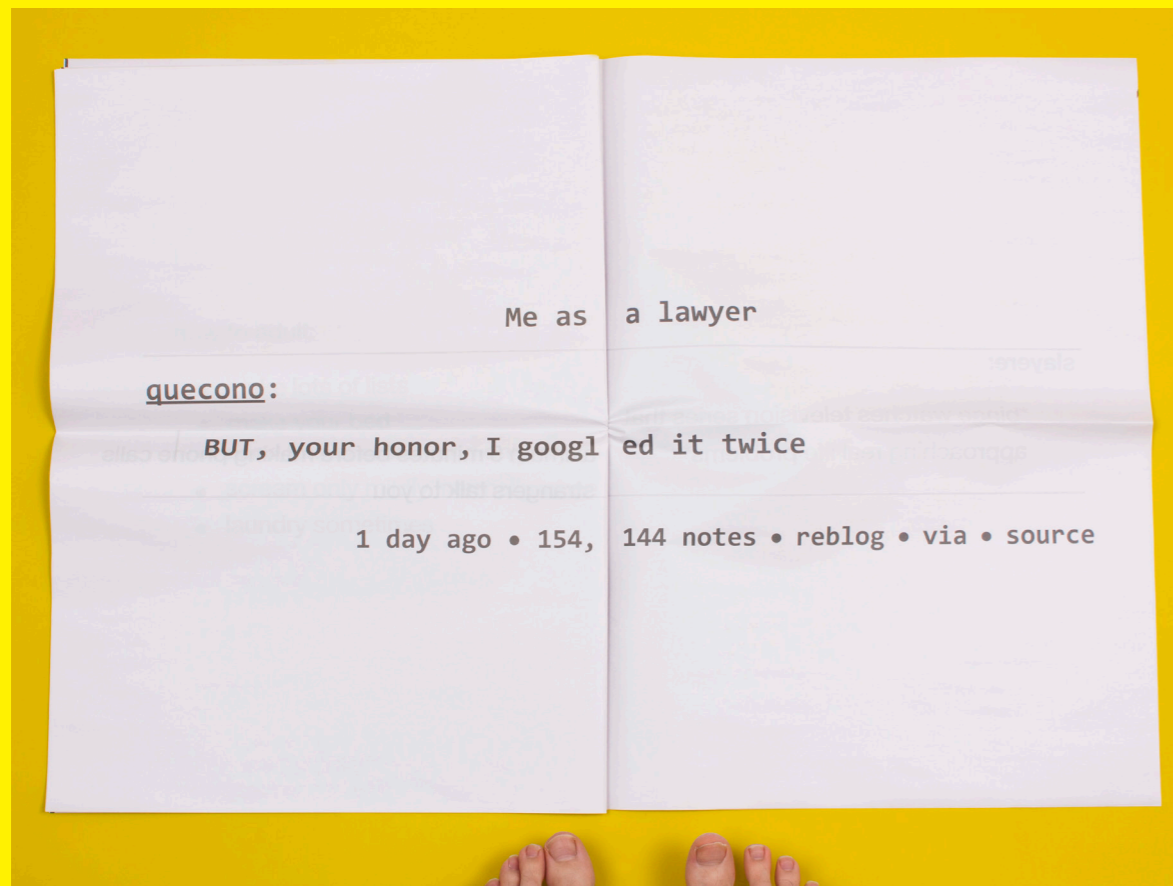 Me as a lawyer
quecono:
BUT, your honor, I googled it twice
1 day ago • 154,144 notes • reblog • via • source